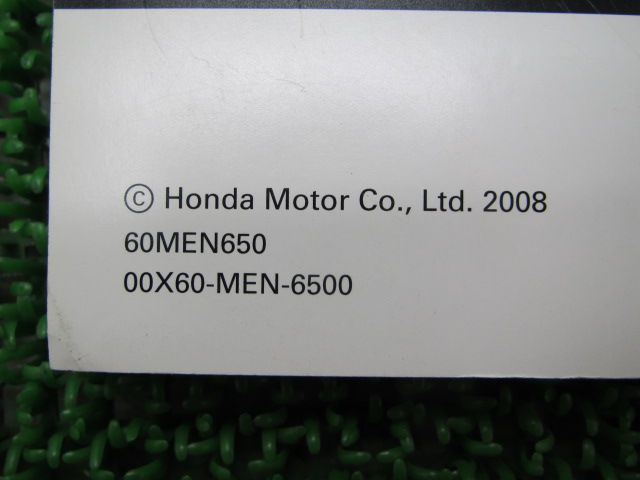 © Honda Motor Co., Ltd. 2008
60MEN650
00X60-MEN-6500